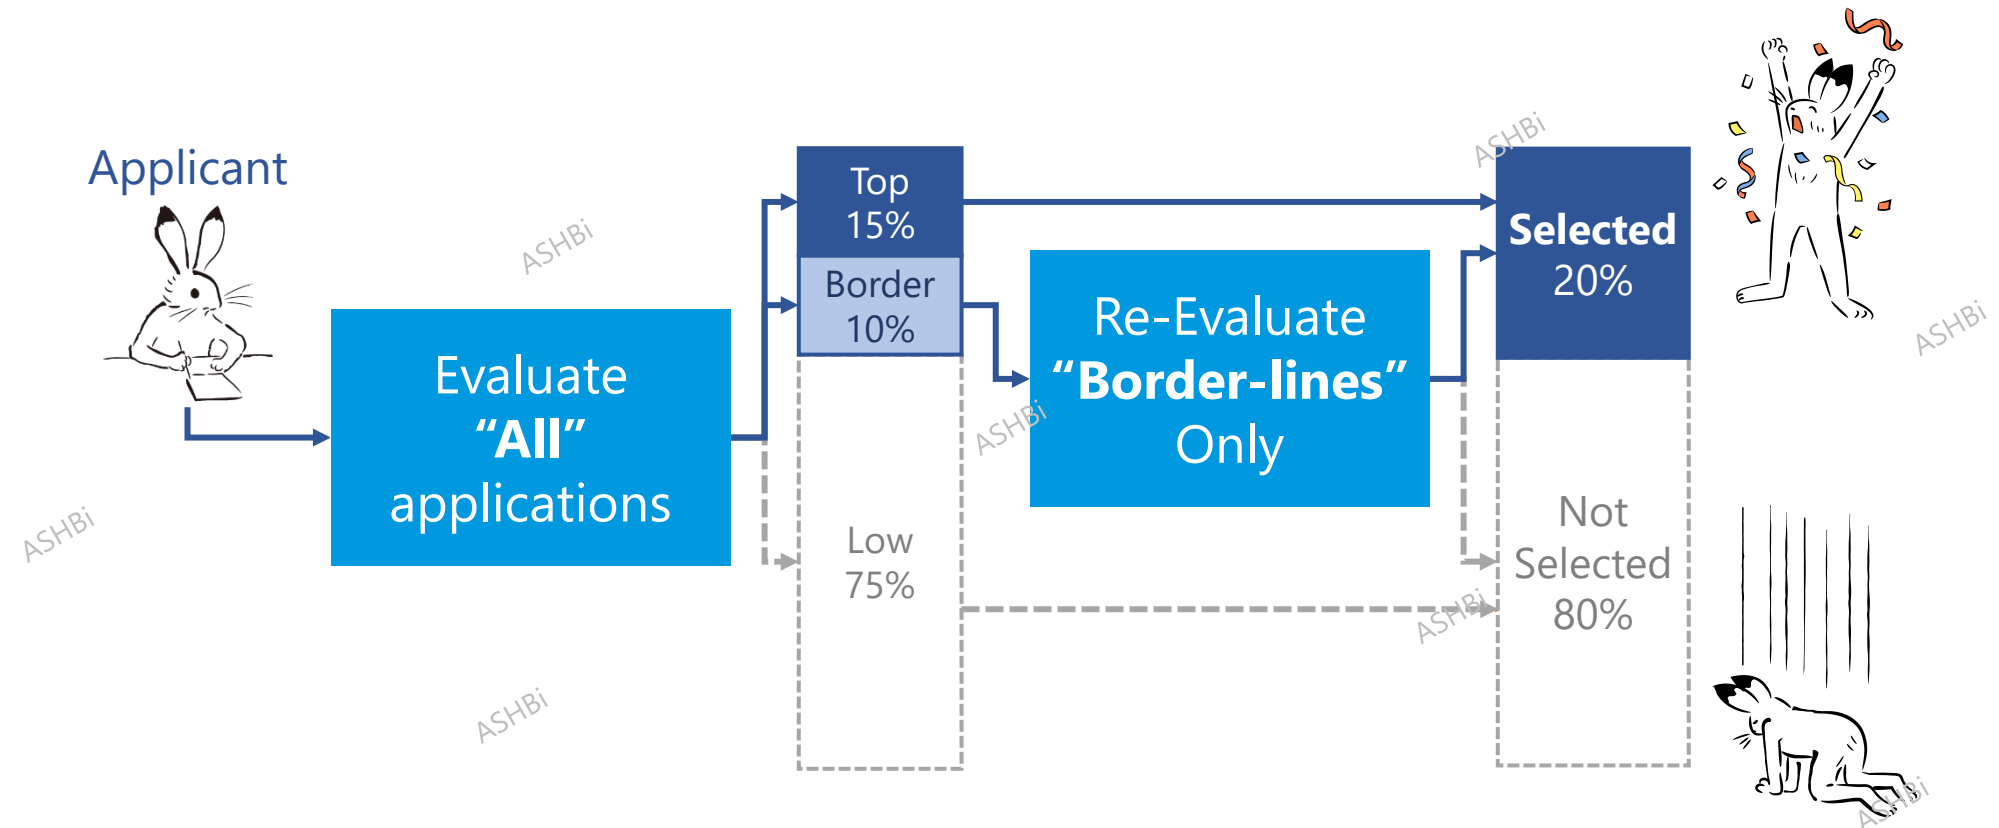 Applicant
Evaluate
“All”
applications
Top
15%
Border
10%
Low
75%
Re-Evaluate
“Border-lines”
Only
Selected
20%
Not
Selected
80%
ASHBi
ASHBi
ASHBi
ASHBi
ASHBi
ASHBi
ASHBi
ASHBi